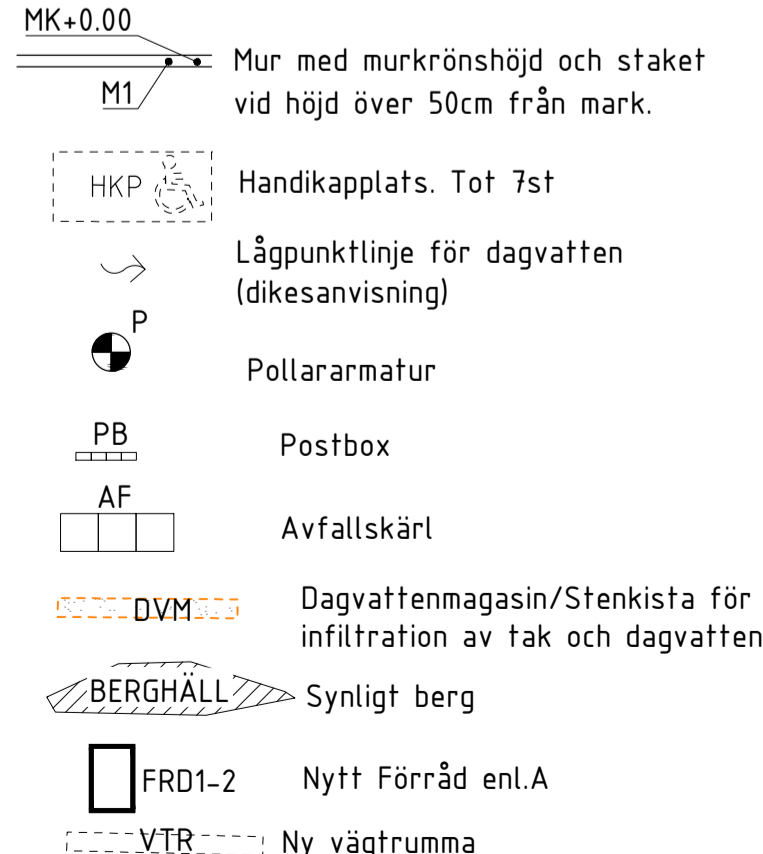 MK+0.00
M1
Mur med murkrönshöjd och staket
vid höjd över 50cm från mark.
HKP
Handikapplats. Tot 7st
Lågpunktlinje för dagvatten
(dikesanvisning)
P
Pollararmatur
PB
Postbox
AF
Avfallskärl
DVM
Dagvattenmagasin/Stenkista för
infiltration av tak och dagvatten
BERGHÄLL
Synligt berg
FRD1-2
Nytt Förråd enl.A
VTR
Ny vägtrumma